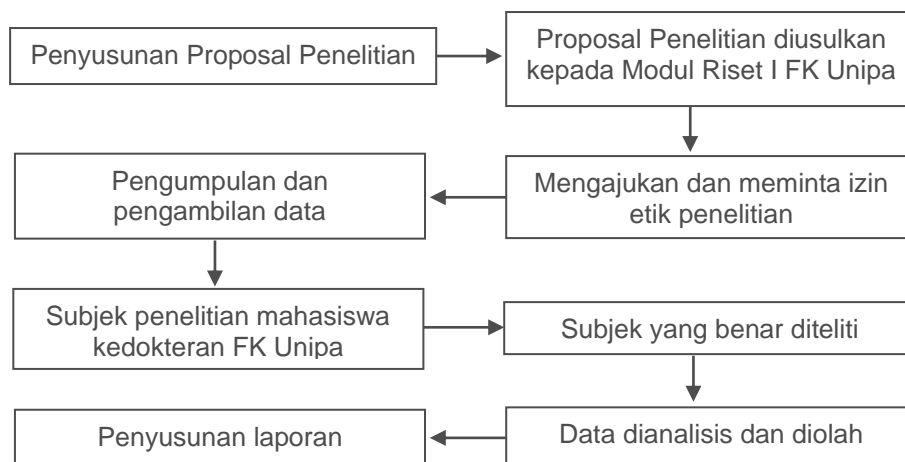 Penyusunan Proposal Penelitian
Proposal Penelitian diusulkan
kepada Modul Riset I FK Unipa
Mengajukan dan meminta izin
etik penelitian
Pengumpulan dan
pengambilan data
Subjek penelitian mahasiswa
kedokteran FK Unipa
Subjek yang benar diteliti
Data dianalisis dan diolah
Penyusunan laporan